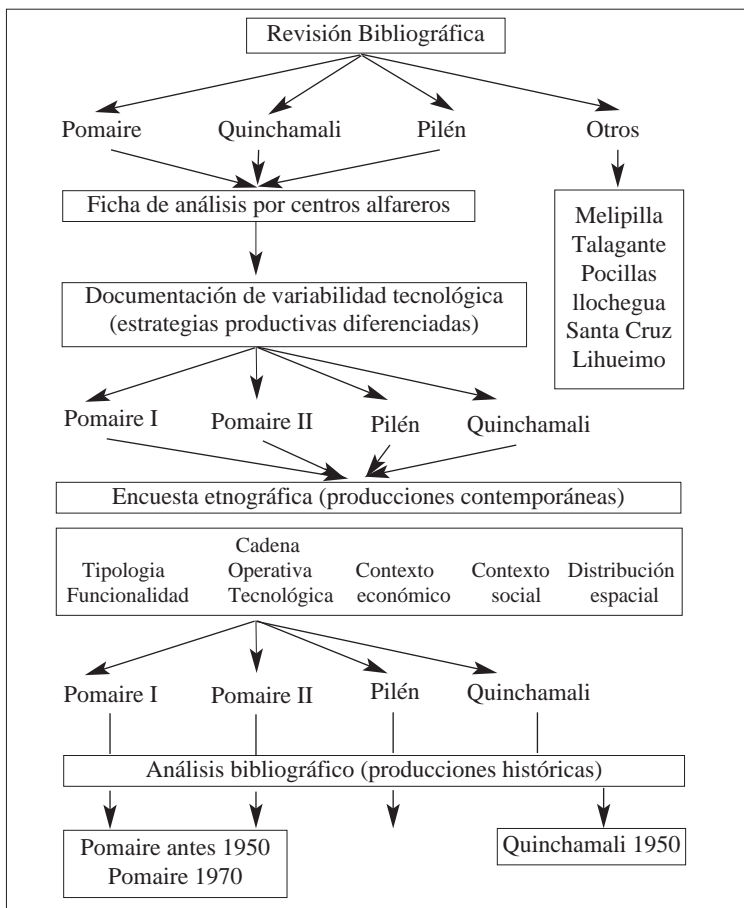 Revisión Bibliográfica
Pomaire Quinchamali Pilén Otros
Ficha de análisis por centros alfareros
Melipilla
Talagante
Pocillas
llochegua
Santa Cruz
Lihueimo
Documentación de variabilidad tecnológica
(estrategias productivas diferenciadas)
Pomaire I Pomaire II Pilén Quinchamali
Encuesta etnográfica (producciones contemporáneas)
Tipologia
Funcionalidad
Cadena
Operativa
Tecnológica
Contexto
económico
Contexto
social
Distribución
espacial
Pomaire I Pomaire II Pilén Quinchamali
Análisis bibliográfico (producciones históricas)
Pomaire antes 1950
Pomaire 1970
Quinchamali 1950